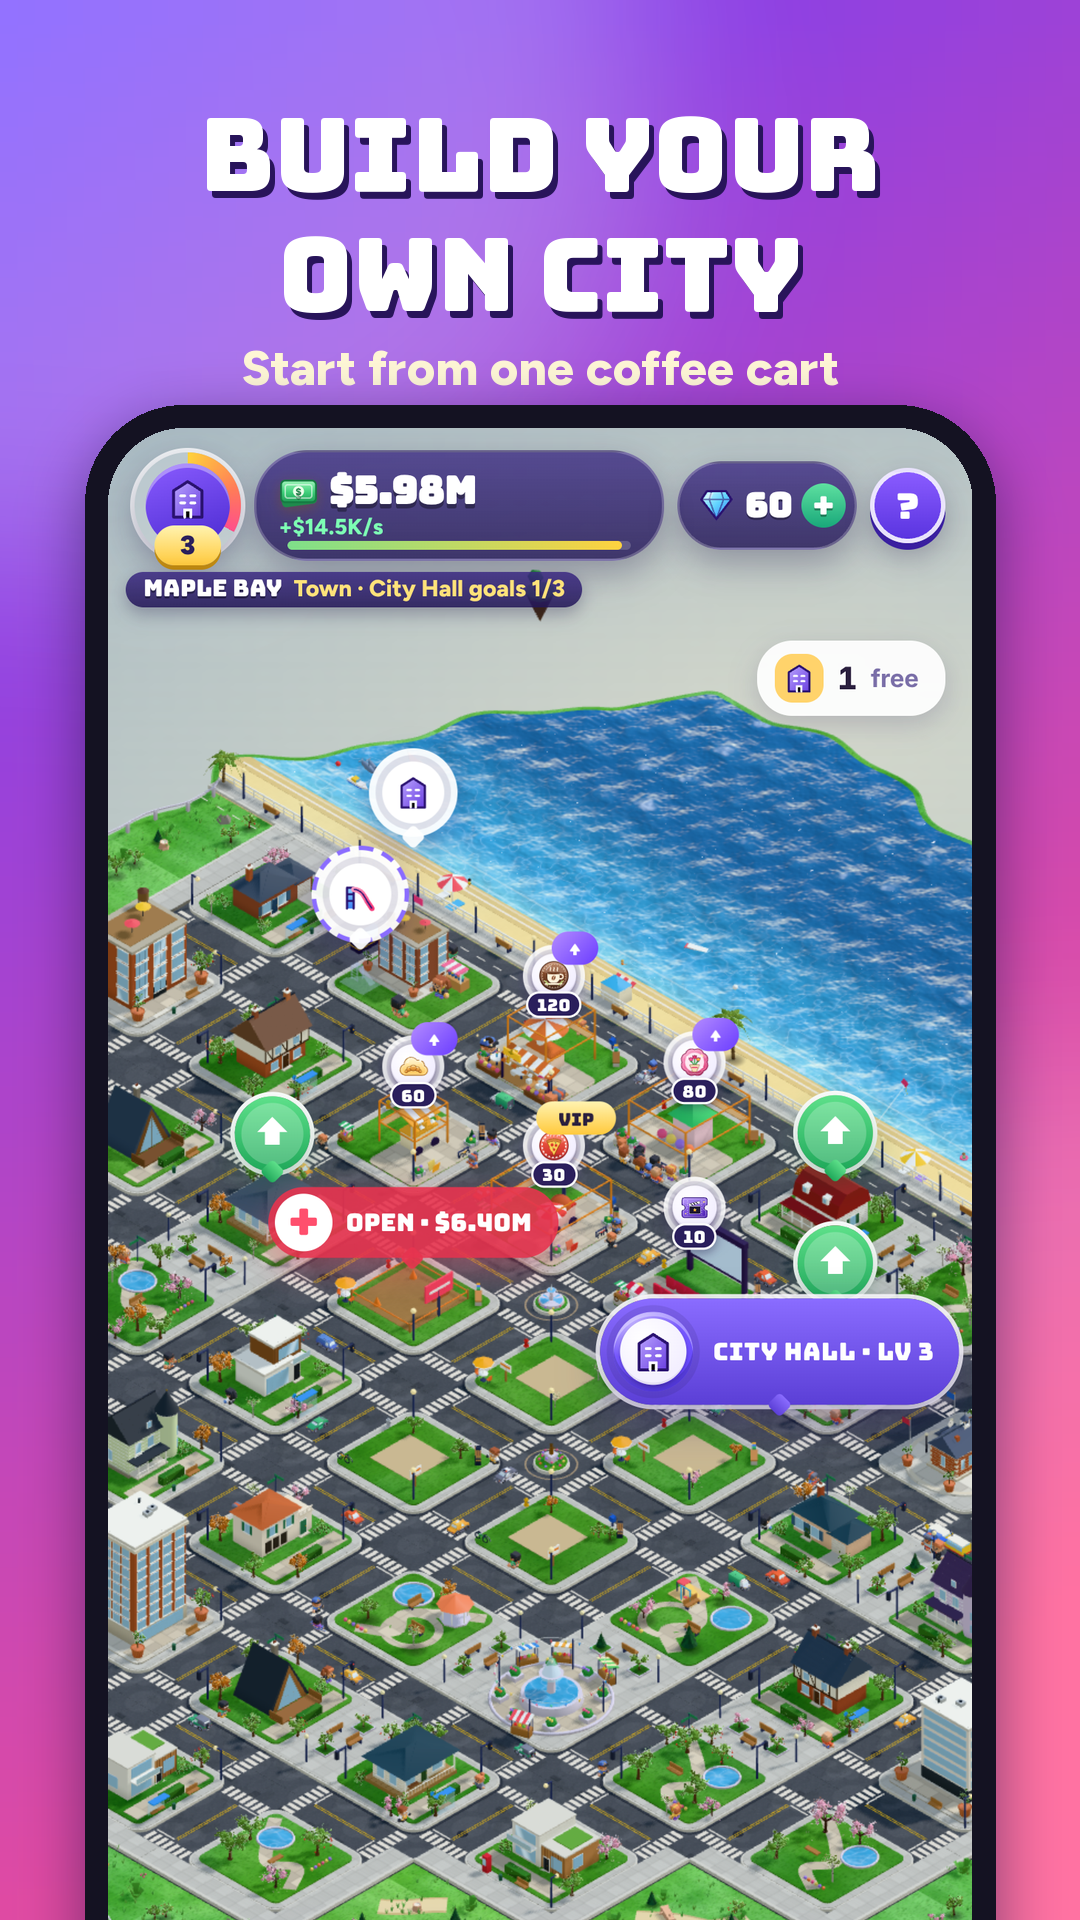 BUILD YOUR
OWN CITY
Start from one coffee cart
$5.98M
+$14.5K/s
60
?
3
MAPLE BAY Town · City Hall goals 1/3
1 free
120
60
80
VIP
30
OPEN · $6.40M
10
CITY HALL · LV 3